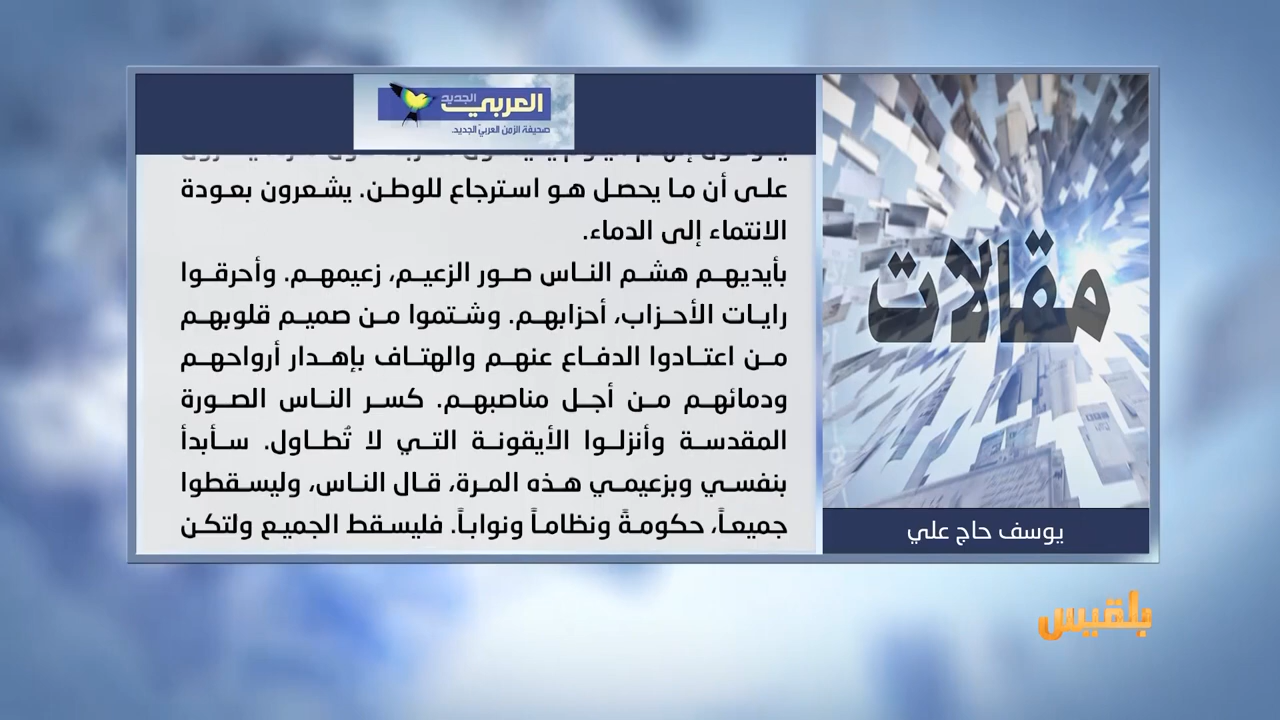 العربي الجديد
صحيفة الزمن العربي الجديد.
على أن ما يحصل هو استرجاع للوطن. يشعرون بعودة
الانتماء إلى الدماء.
بأيديهم هشم الناس صور الزعيم، زعيمهم. وأحرقوا
رايات الأحزاب، أحزابهم. وشتموا من صميم قلوبهم
من اعتادوا الدفاع عنهم والهتاف بإهدار أرواحهم
ودمائهم من أجل مناصبهم. كسر الناس الصورة
المقدسة وأنزلوا الأيقونة التي لا تُطاول. سأبدأ
بنفسي وبزعيمي هذه المرة، قال الناس، وليسقطوا
جميعاً، حكومةً ونظاماً ونواباً. فليسقط الجميع ولتكن
مقالات
يوسف حاج علي
بلقيس